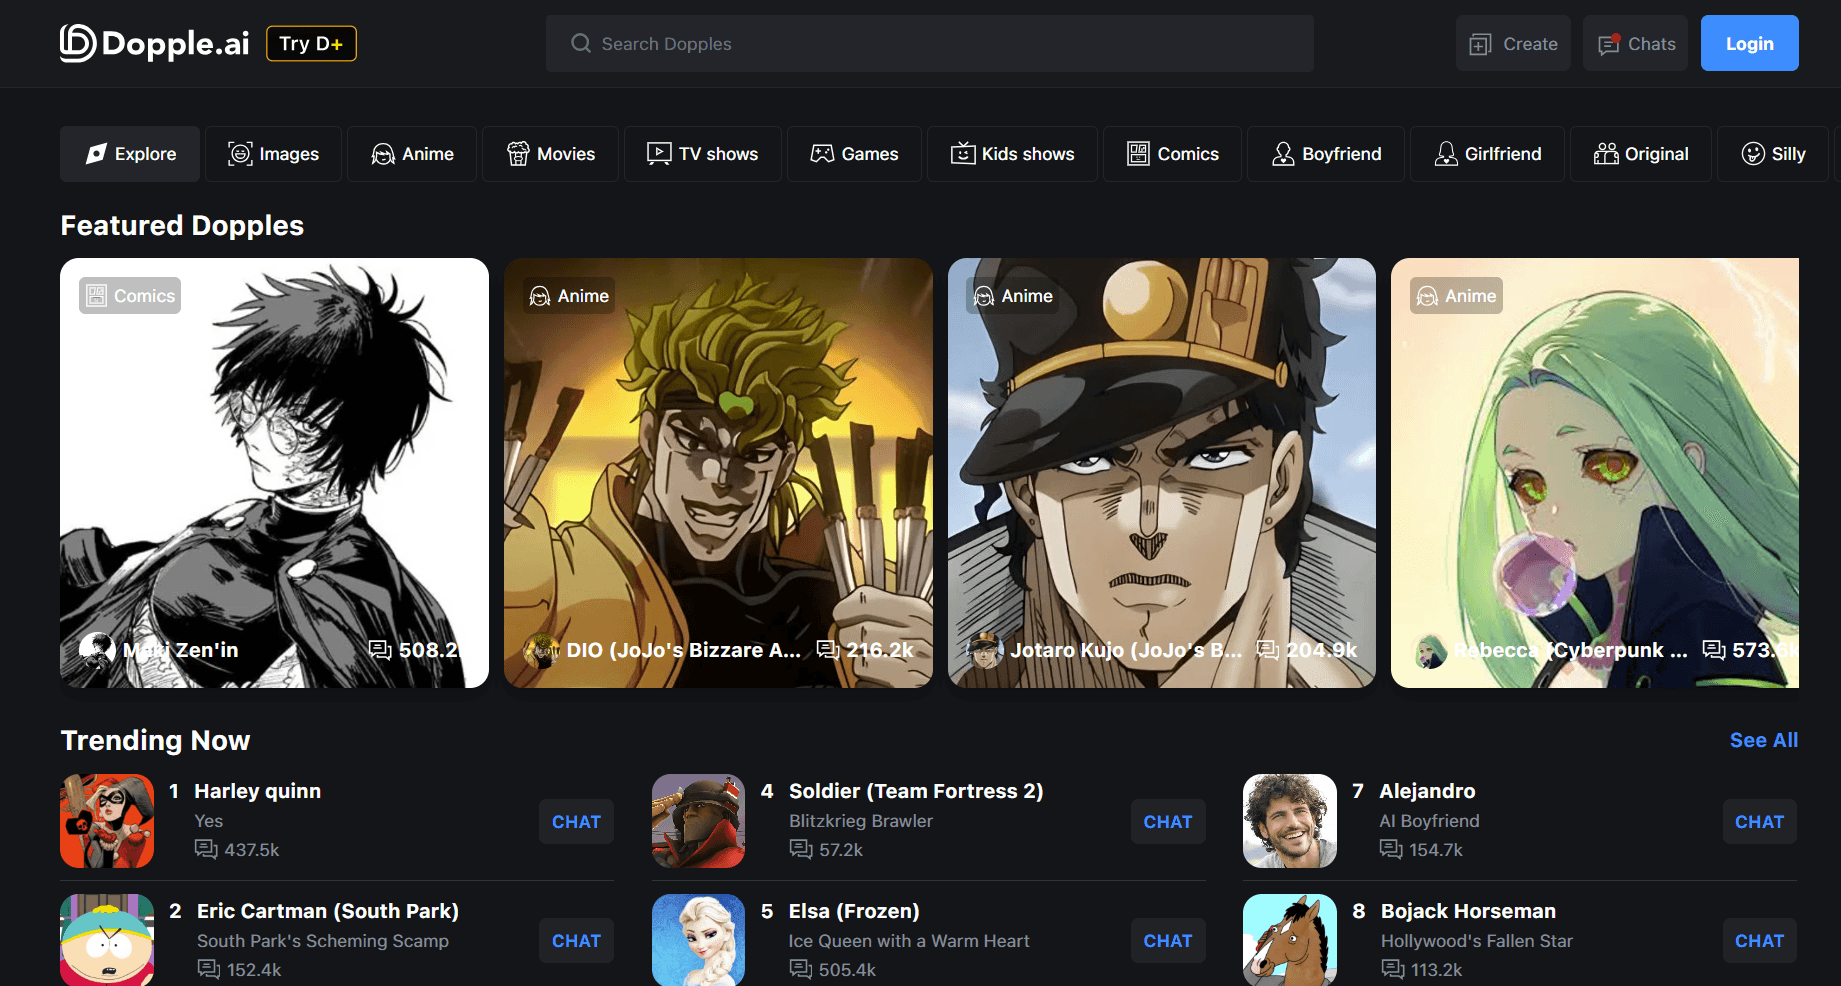 Dopple.ai
Try D+
Search Dopples
Create
Chats
Login
Explore
Images
Anime
Movies
TV shows
Games
Kids shows
Comics
Boyfriend
Girlfriend
Original
Silly
Featured Dopples
Comics
Maki Zen'in
508.2
Anime
DIO (JoJo's Bizzare A...
216.2k
Anime
Jotaro Kujo (JoJo's B...
204.9k
Anime
Rebecca (Cyberpunk ...
573.6k
Trending Now
See All
1 Harley quinn
Yes
437.5k
CHAT
4 Soldier (Team Fortress 2)
Blitzkrieg Brawler
57.2k
CHAT
7 Alejandro
AI Boyfriend
154.7k
CHAT
2 Eric Cartman (South Park)
South Park's Scheming Scamp
152.4k
CHAT
5 Elsa (Frozen)
Ice Queen with a Warm Heart
505.4k
CHAT
8 Bojack Horseman
Hollywood's Fallen Star
113.2k
CHAT